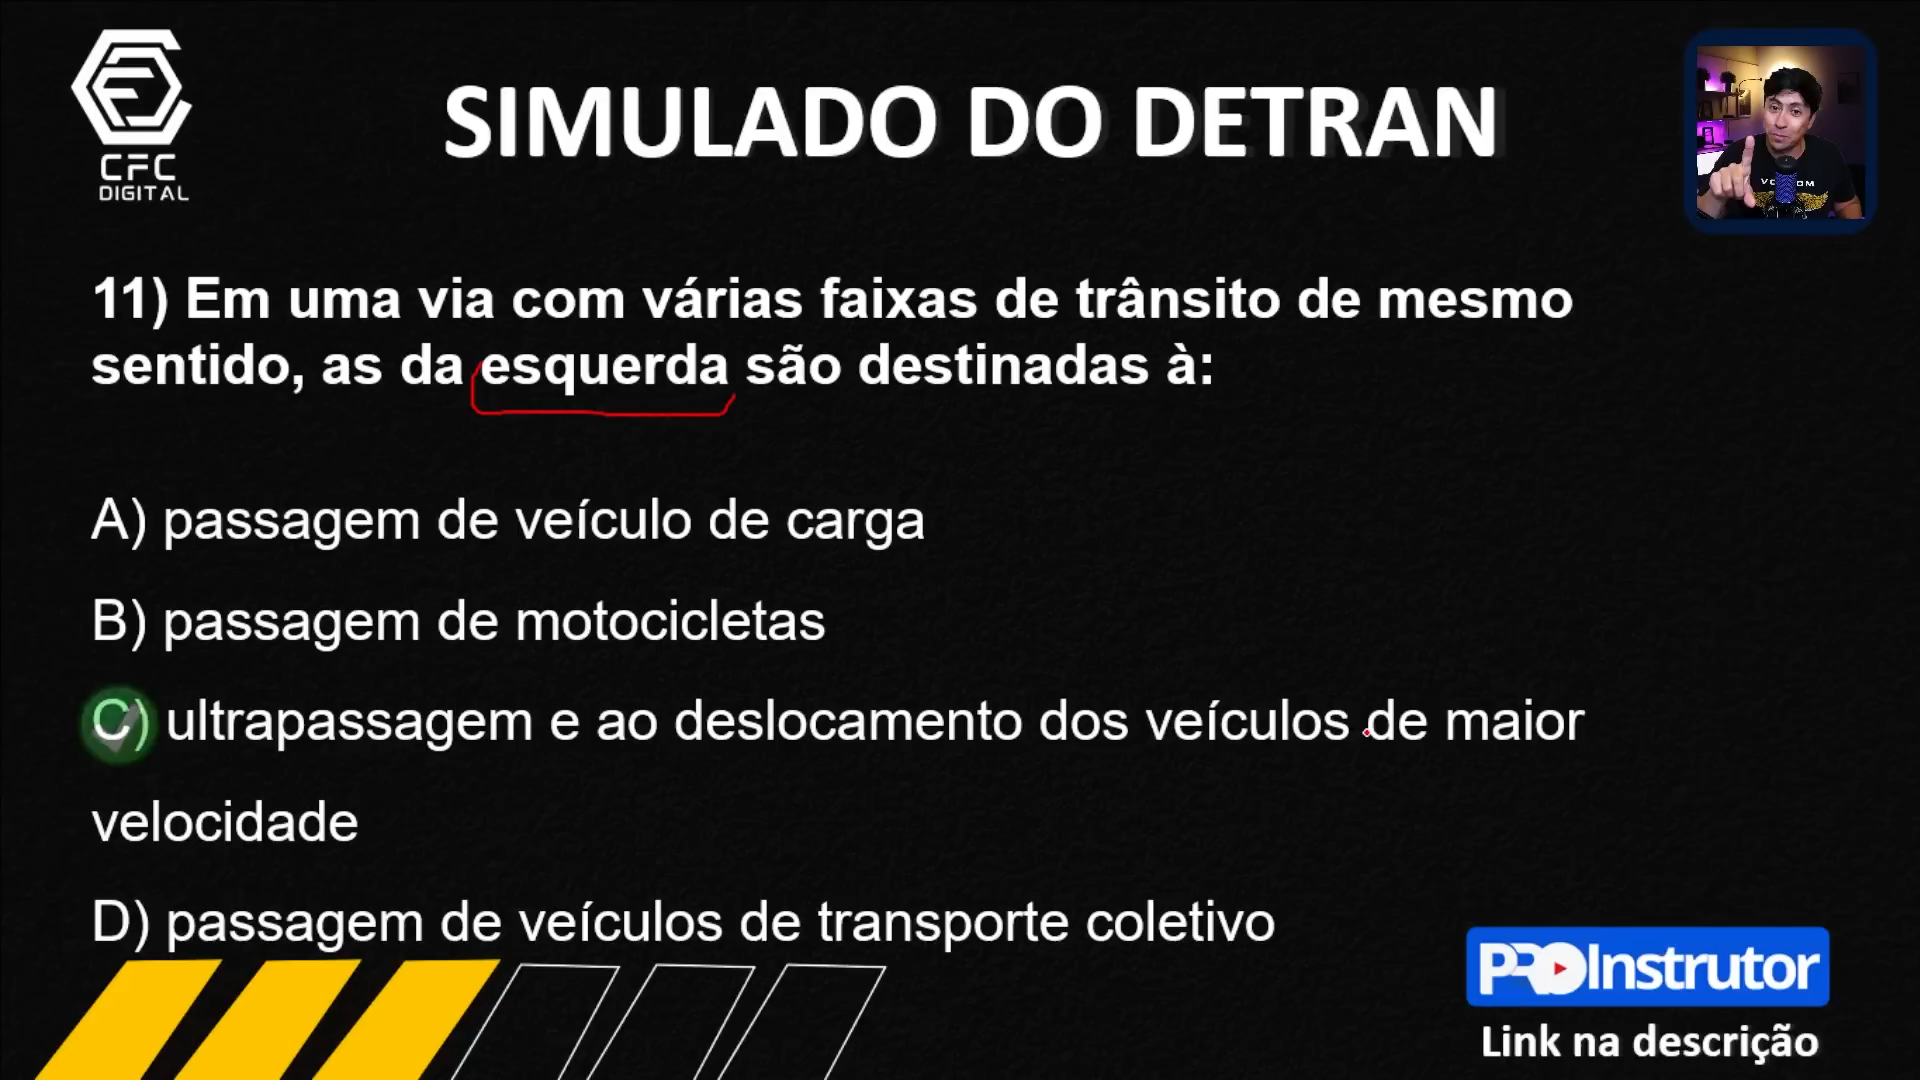 CFC
DIGITAL
SIMULADO DO DETRAN
11) Em uma via com várias faixas de trânsito de mesmo
sentido, as da esquerda são destinadas à:
A) passagem de veículo de carga
B) passagem de motocicletas
C) ultrapassagem e ao deslocamento dos veículos de maior
velocidade
D) passagem de veículos de transporte coletivo
PROInstrutor
Link na descrição